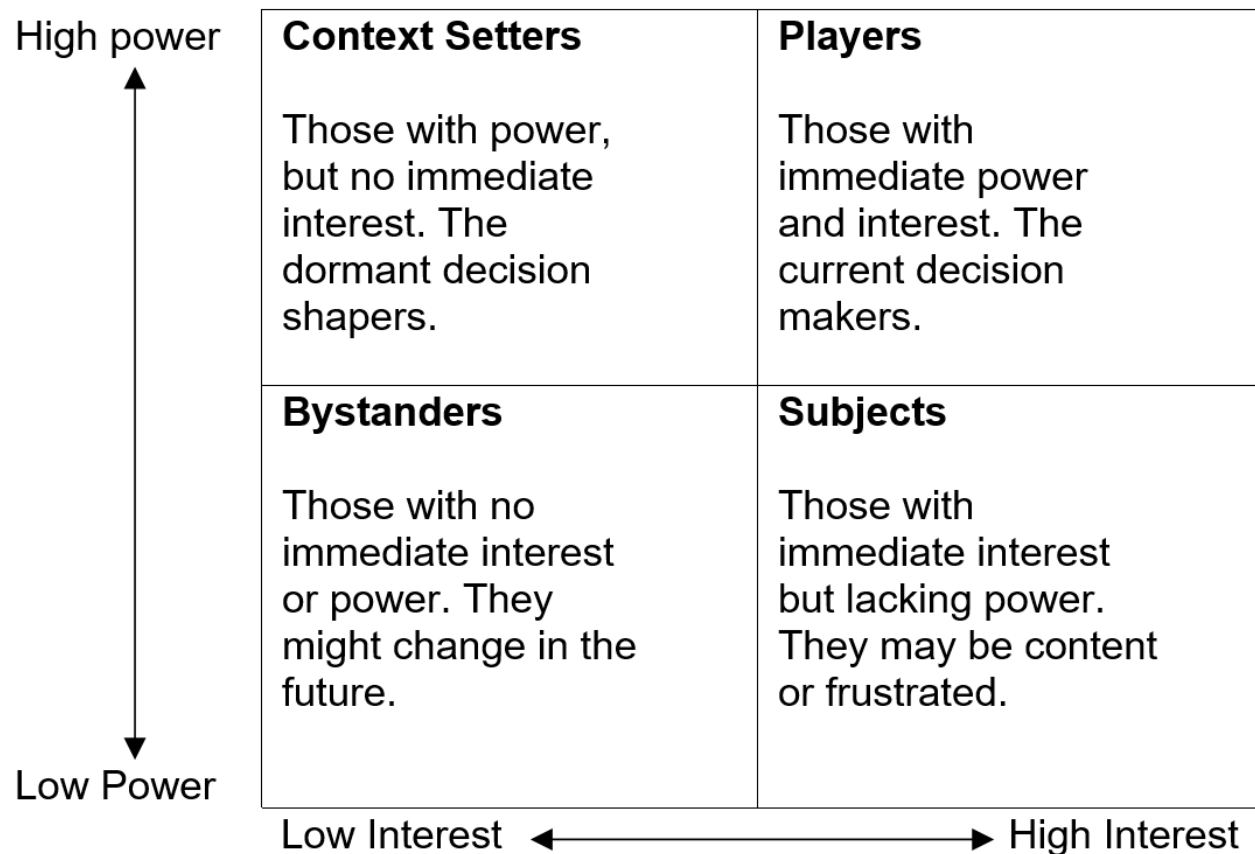 High power
Context Setters
Those with power,
but no immediate
interest. The
dormant decision
shapers.
Players
Those with
immediate power
and interest. The
current decision
makers.
Bystanders
Those with no
immediate interest
or power. They
might change in the
future.
Subjects
Those with
immediate interest
but lacking power.
They may be content
or frustrated.
Low Power
Low Interest
High Interest